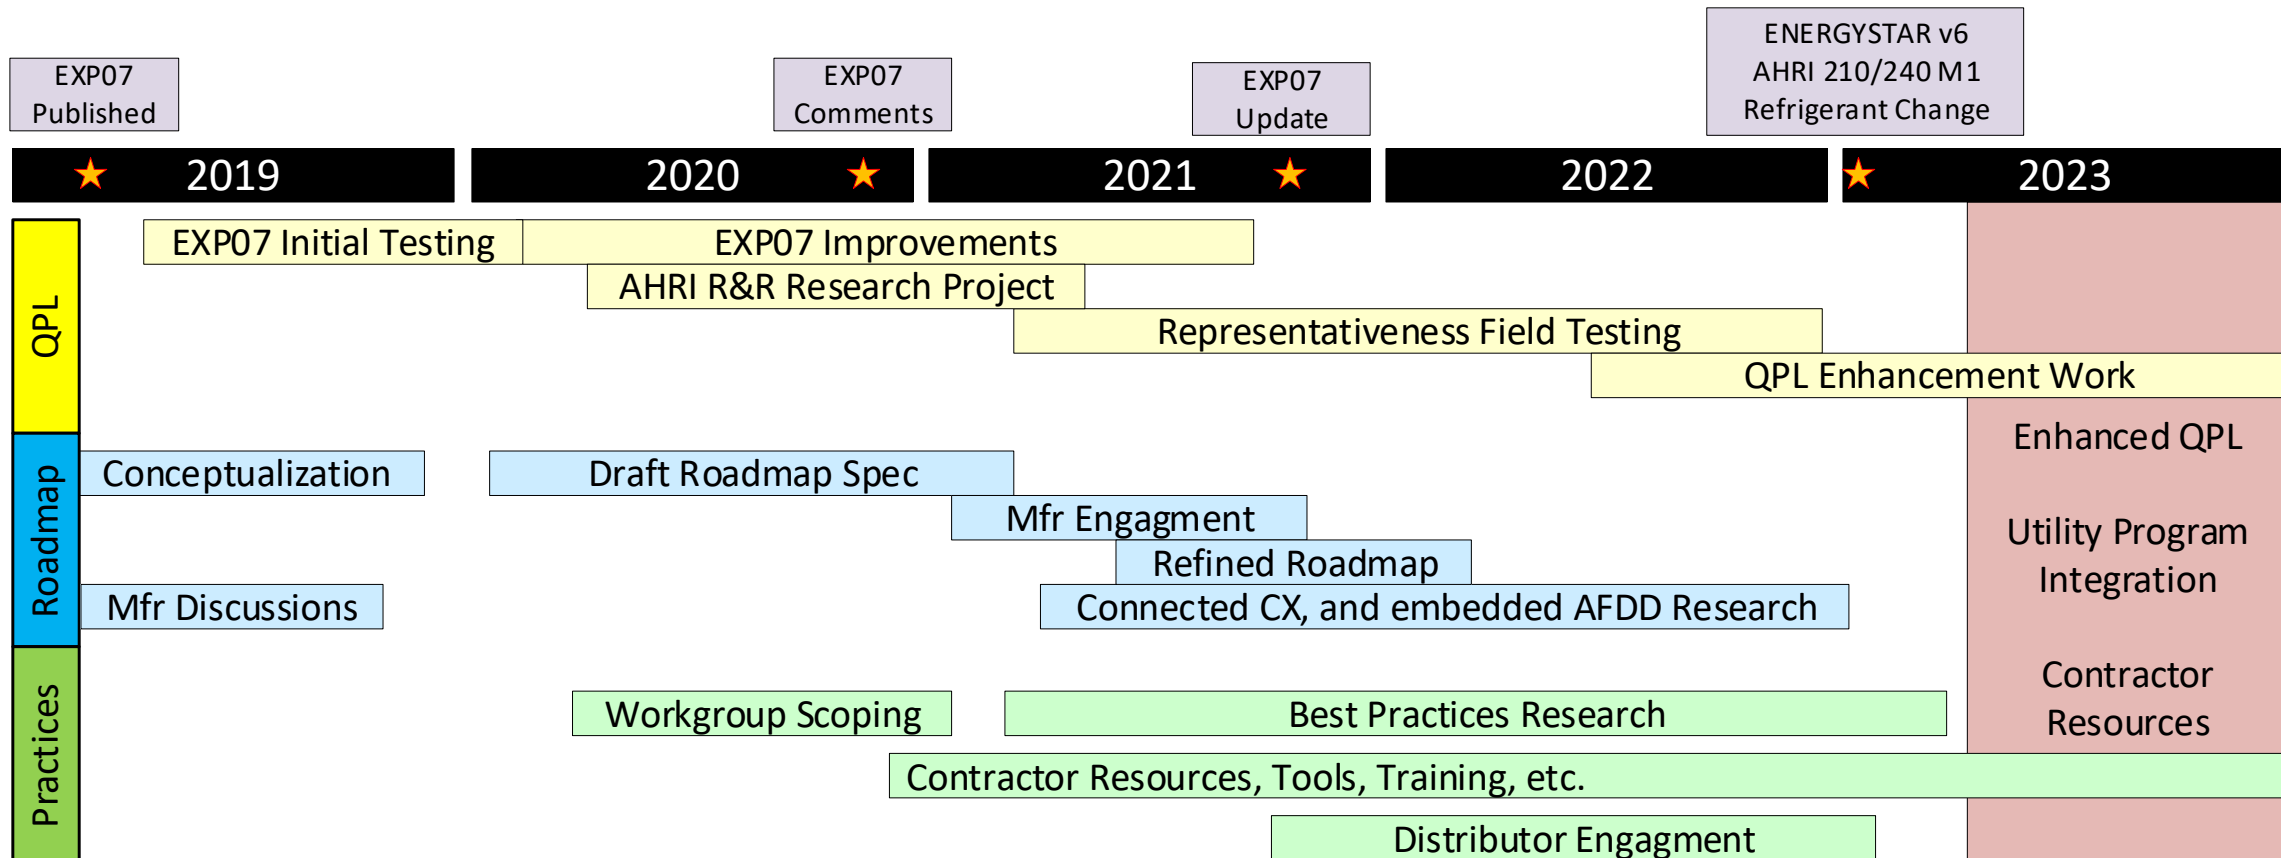 EXP07
Published
EXP07
Comments
EXP07
Update
ENERGYSTAR v6
AHRI 210/240 M1
Refrigerant Change
2019
2020
2021
2022
2023
QPL
EXP07 Initial Testing
EXP07 Improvements
AHRI R&R Research Project
Representativeness Field Testing
QPL Enhancement Work
Roadmap
Conceptualization
Draft Roadmap Spec
Mfr Engagment
Refined Roadmap
Mfr Discussions
Connected CX, and embedded AFDD Research
Practices
Workgroup Scoping
Best Practices Research
Contractor Resources, Tools, Training, etc.
Distributor Engagment
Enhanced QPL
Utility Program
Integration
Contractor
Resources